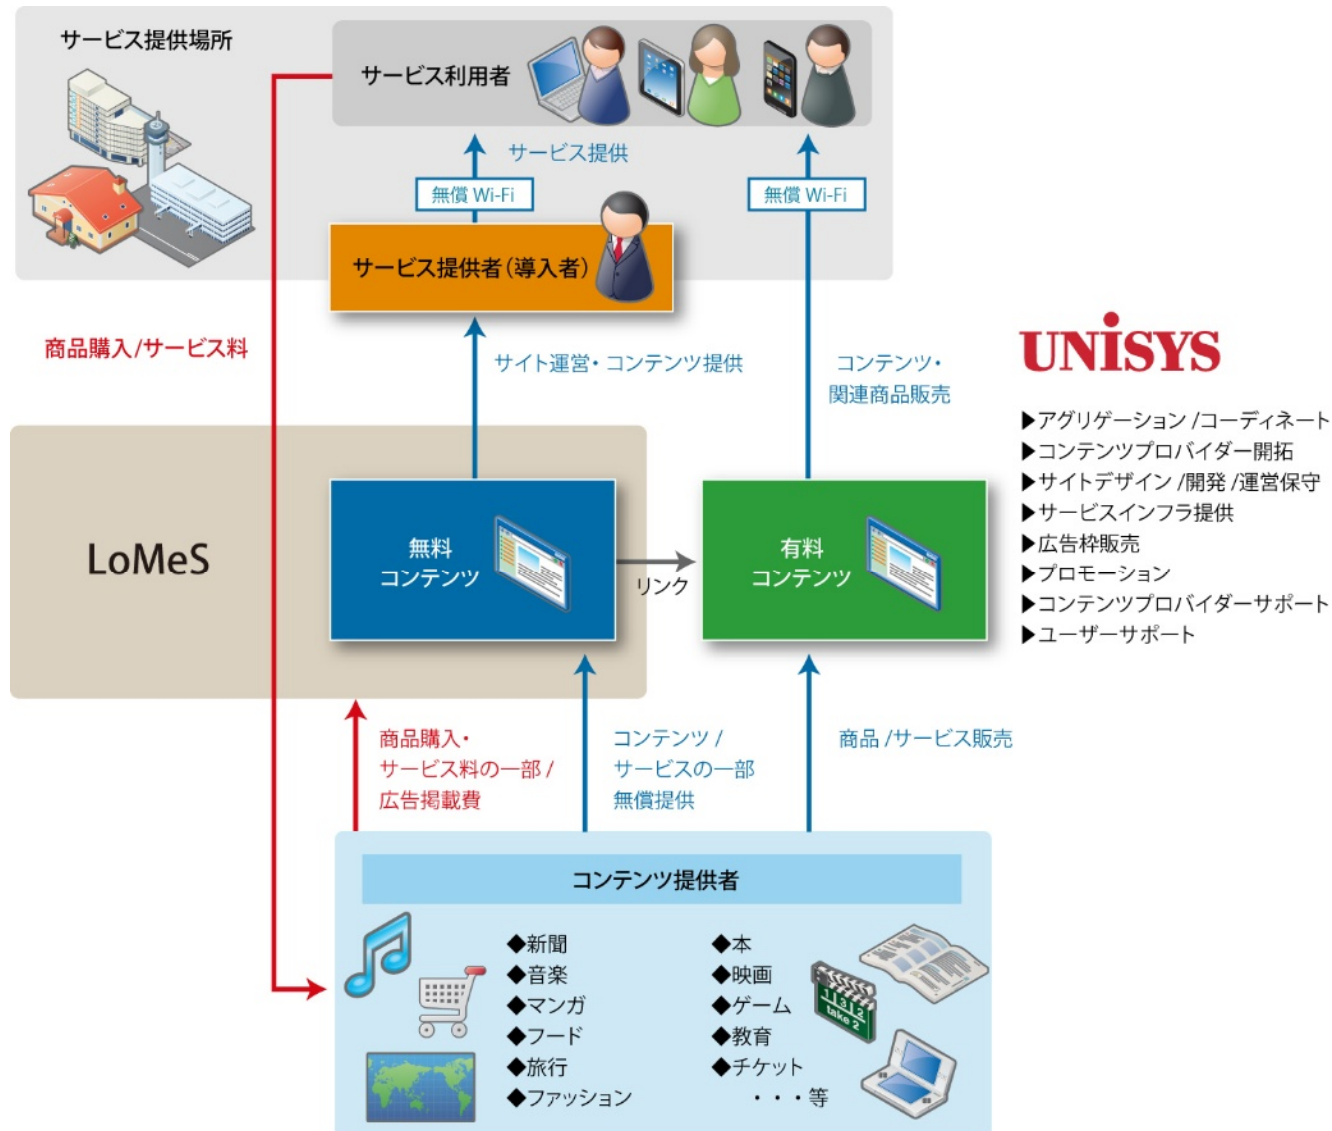 サービス提供場所
サービス利用者
サービス提供
無償 Wi-Fi
無償 Wi-Fi
サービス提供者（導入者）
商品購入/サービス料
サイト運営・コンテンツ提供
コンテンツ・
関連商品販売
UNiSYS
▶アグリゲーション /コーディネート
▶コンテンツプロバイダー開拓
▶サイトデザイン /開発 /運営保守
▶サービスインフラ提供
▶広告枠販売
▶プロモーション
▶コンテンツプロバイダーサポート
▶ユーザーサポート
LoMeS
無料
コンテンツ
リンク
有料
コンテンツ
商品購入・
サービス料の一部 /
広告掲載費
コンテンツ /
サービスの一部
無償提供
商品 /サービス販売
コンテンツ提供者
◆新聞
◆音楽
◆マンガ
◆フード
◆旅行
◆ファッション
◆本
◆映画
◆ゲーム
◆教育
◆チケット
・・・等
1 3 2
take 2